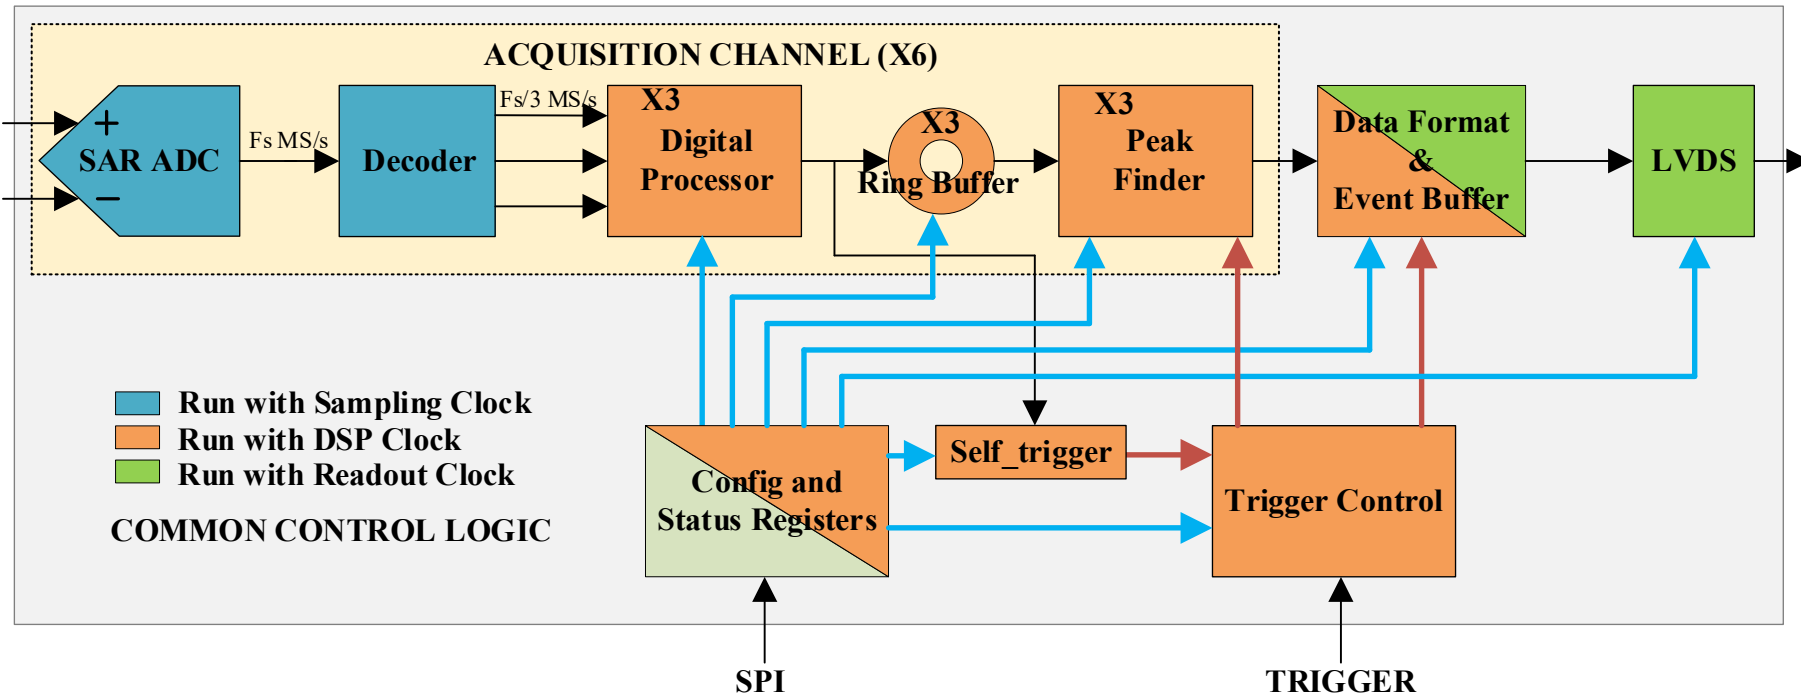 ACQUISITION CHANNEL (X6)
+
SAR ADC
−
Fs MS/s
Decoder
Fs/3 MS/s
X3
Digital
Processor
X3
Ring Buffer
X3
Peak
Finder
Data Format
&
Event Buffer
LVDS
Run with Sampling Clock
Run with DSP Clock
Run with Readout Clock
COMMON CONTROL LOGIC
Config and
Status Registers
Self_trigger
Trigger Control
SPI
TRIGGER